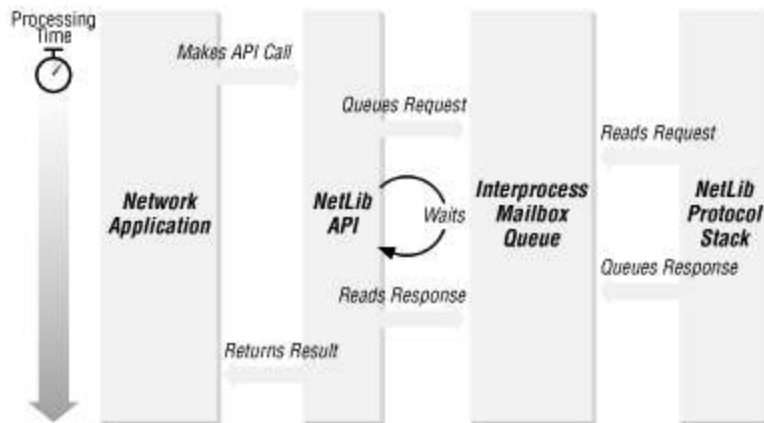 Processing
Time
Makes API Call
Queues Request
Reads Request
Network
Application
NetLib
API
Waits
Interprocess
Mailbox
Queue
NetLib
Protocol
Stack
Queues Response
Reads Response
Returns Result